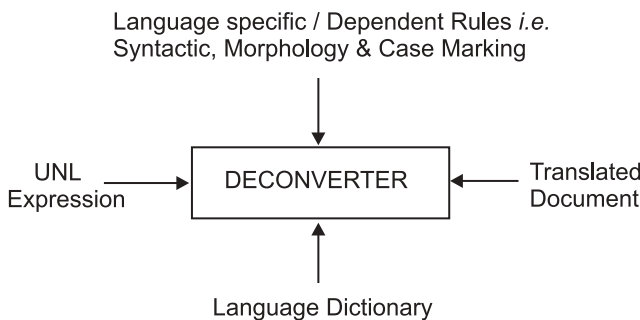 Language specific / Dependent Rules i.e.
Syntactic, Morphology & Case Marking
UNL
Expression
DECONVERTER
Translated
Document
Language Dictionary